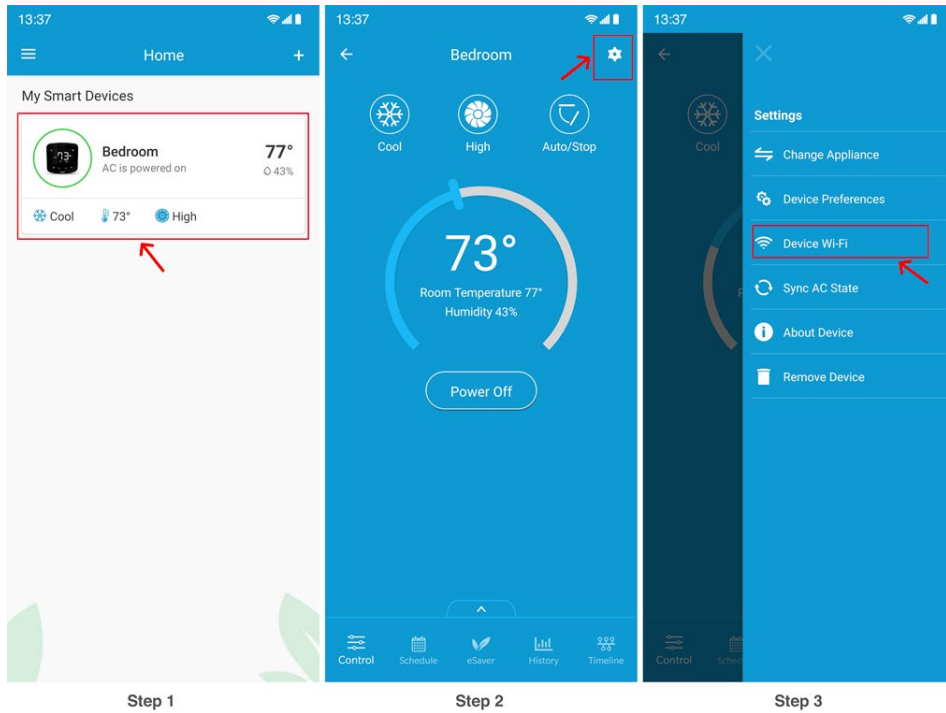 13:37
Home
+
My Smart Devices
73°
Bedroom
AC is powered on
77°
43%
Cool
73°
High
Step 1
13:37
Bedroom
Cool
High
Auto/Stop
73°
Room Temperature 77°
Humidity 43%
Power Off
Control
Schedule
eSaver
History
Timeline
Step 2
13:37
Cool
Control
Sched
Settings
Change Appliance
Device Preferences
Device Wi-Fi
Sync AC State
About Device
Remove Device
Step 3